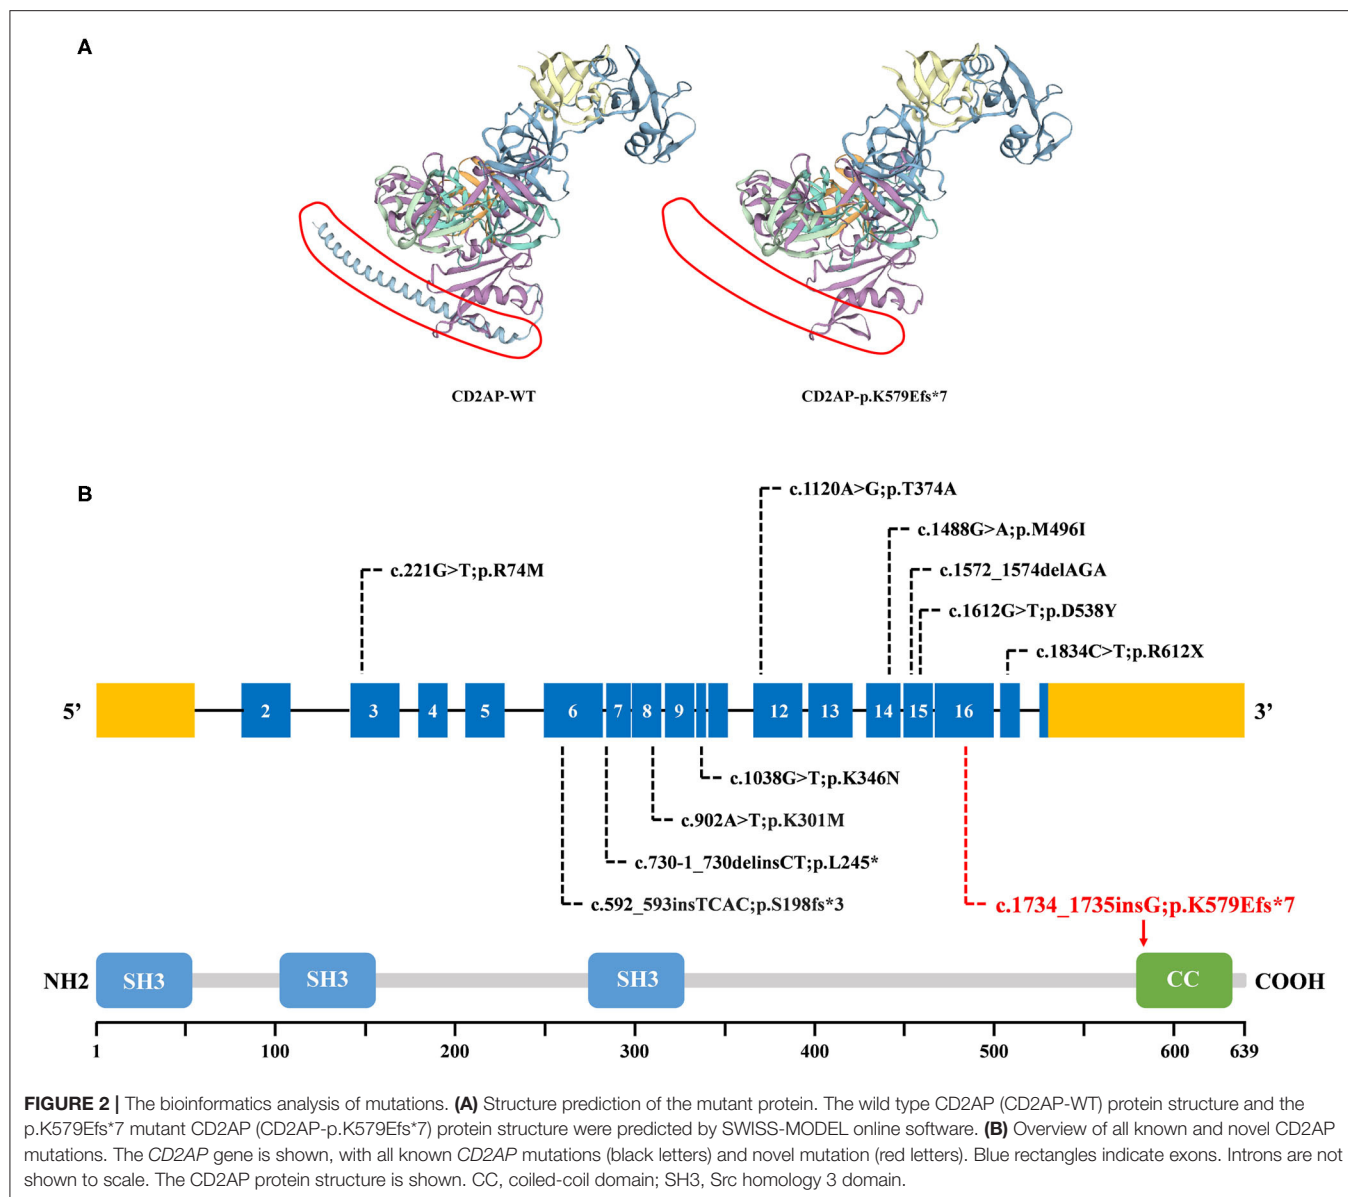 A
CD2AP-WT
CD2AP-p.K579Efs*7
B
c.1120A>G;p.T374A
c.1488G>A;p.M496I
c.221G>T;p.R74M
c.1572_1574delAGA
c.1612G>T;p.D538Y
c.1834C>T;p.R612X
5’ 2 3 4 5 6 7 8 9 12 13 14 15 16 3’
c.1038G>T;p.K346N
c.902A>T;p.K301M
c.730-1_730delinsCT;p.L245*
c.592_593insTCAC;p.S198fs*3
c.1734_1735insG;p.K579Efs*7
NH2 SH3 SH3 SH3 CC COOH
1 100 200 300 400 500 600 639
FIGURE 2 | The bioinformatics analysis of mutations. (A) Structure prediction of the mutant protein. The wild type CD2AP (CD2AP-WT) protein structure and the
p.K579Efs*7 mutant CD2AP (CD2AP-p.K579Efs*7) protein structure were predicted by SWISS-MODEL online software. (B) Overview of all known and novel CD2AP
mutations. The CD2AP gene is shown, with all known CD2AP mutations (black letters) and novel mutation (red letters). Blue rectangles indicate exons. Introns are not
shown to scale. The CD2AP protein structure is shown. CC, coiled-coil domain; SH3, Src homology 3 domain.